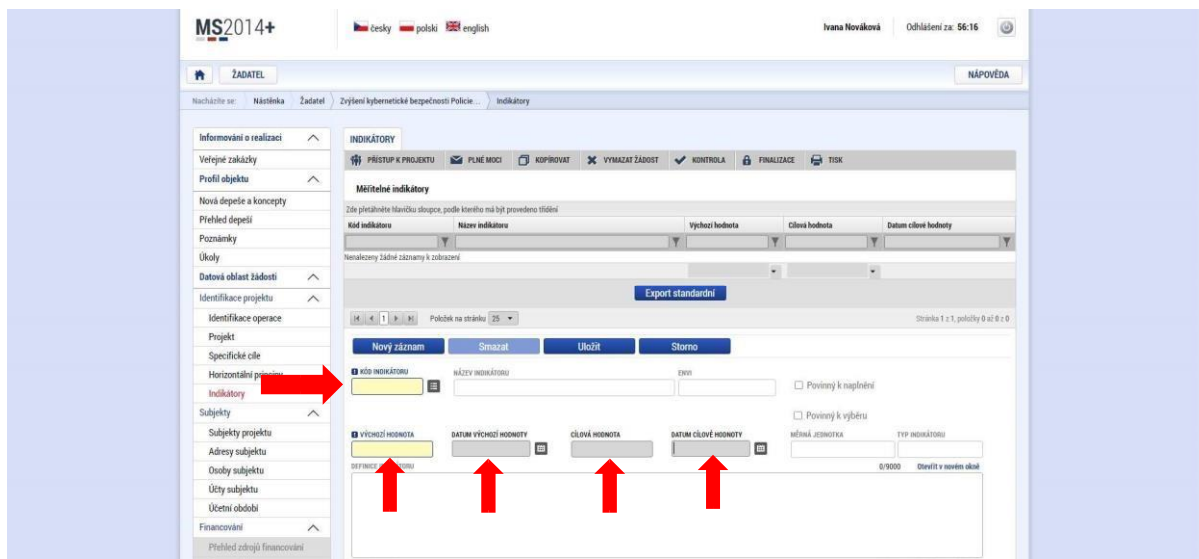 MS2014+ česky polski english Ivana Nováková Odhlášení za: 56:16
ŽADATEL NÁPOVĚDA
Nacházíte se: Nástěnka Žadatel Zvýšení kybernetické bezpečnosti Policie... Indikátory
Informování o realizaci
Veřejné zakázky
Profil objektu
Nová depeše a koncepty
Přehled depeší
Poznámky
Úkoly
Datová oblast žádosti
Identifikace projektu
Identifikace operace
Projekt
Specifické cíle
Horizontální principy
Indikátory
Subjekty
Subjekty projektu
Adresy subjektu
Osoby subjektu
Účty subjektu
Účetní období
Financování
Přehled zdrojů financování
INDIKÁTORY
PŘÍSTUP K PROJEKTU PLNÉ MOCI KOPÍROVAT VYMAZAT ŽÁDOST KONTROLA FINALIZACE TISK
Měřitelné indikátory
Zde přetáhněte hlavičku sloupce, podle kterého má být provedeno třídění
Kód indikátoru Název indikátoru Výchozí hodnota Cílová hodnota Datum cílové hodnoty
Nenalezeny žádné záznamy k zobrazení
Export standardní
1 Položek na stránku 25 Stránka 1 z 1, položky 0 až 0 z 0
Nový záznam Smazat Uložit Storno
KÓD INDIKÁTORU NÁZEV INDIKÁTORU ENVI
Povinný k naplnění
Povinný k výběru
VÝCHOZÍ HODNOTA DATUM VÝCHOZÍ HODNOTY CÍLOVÁ HODNOTA DATUM CÍLOVÉ HODNOTY MĚRNÁ JEDNOTKA TYP INDIKÁTORU
DEFINICE 0/9000 Otevřít v novém okně